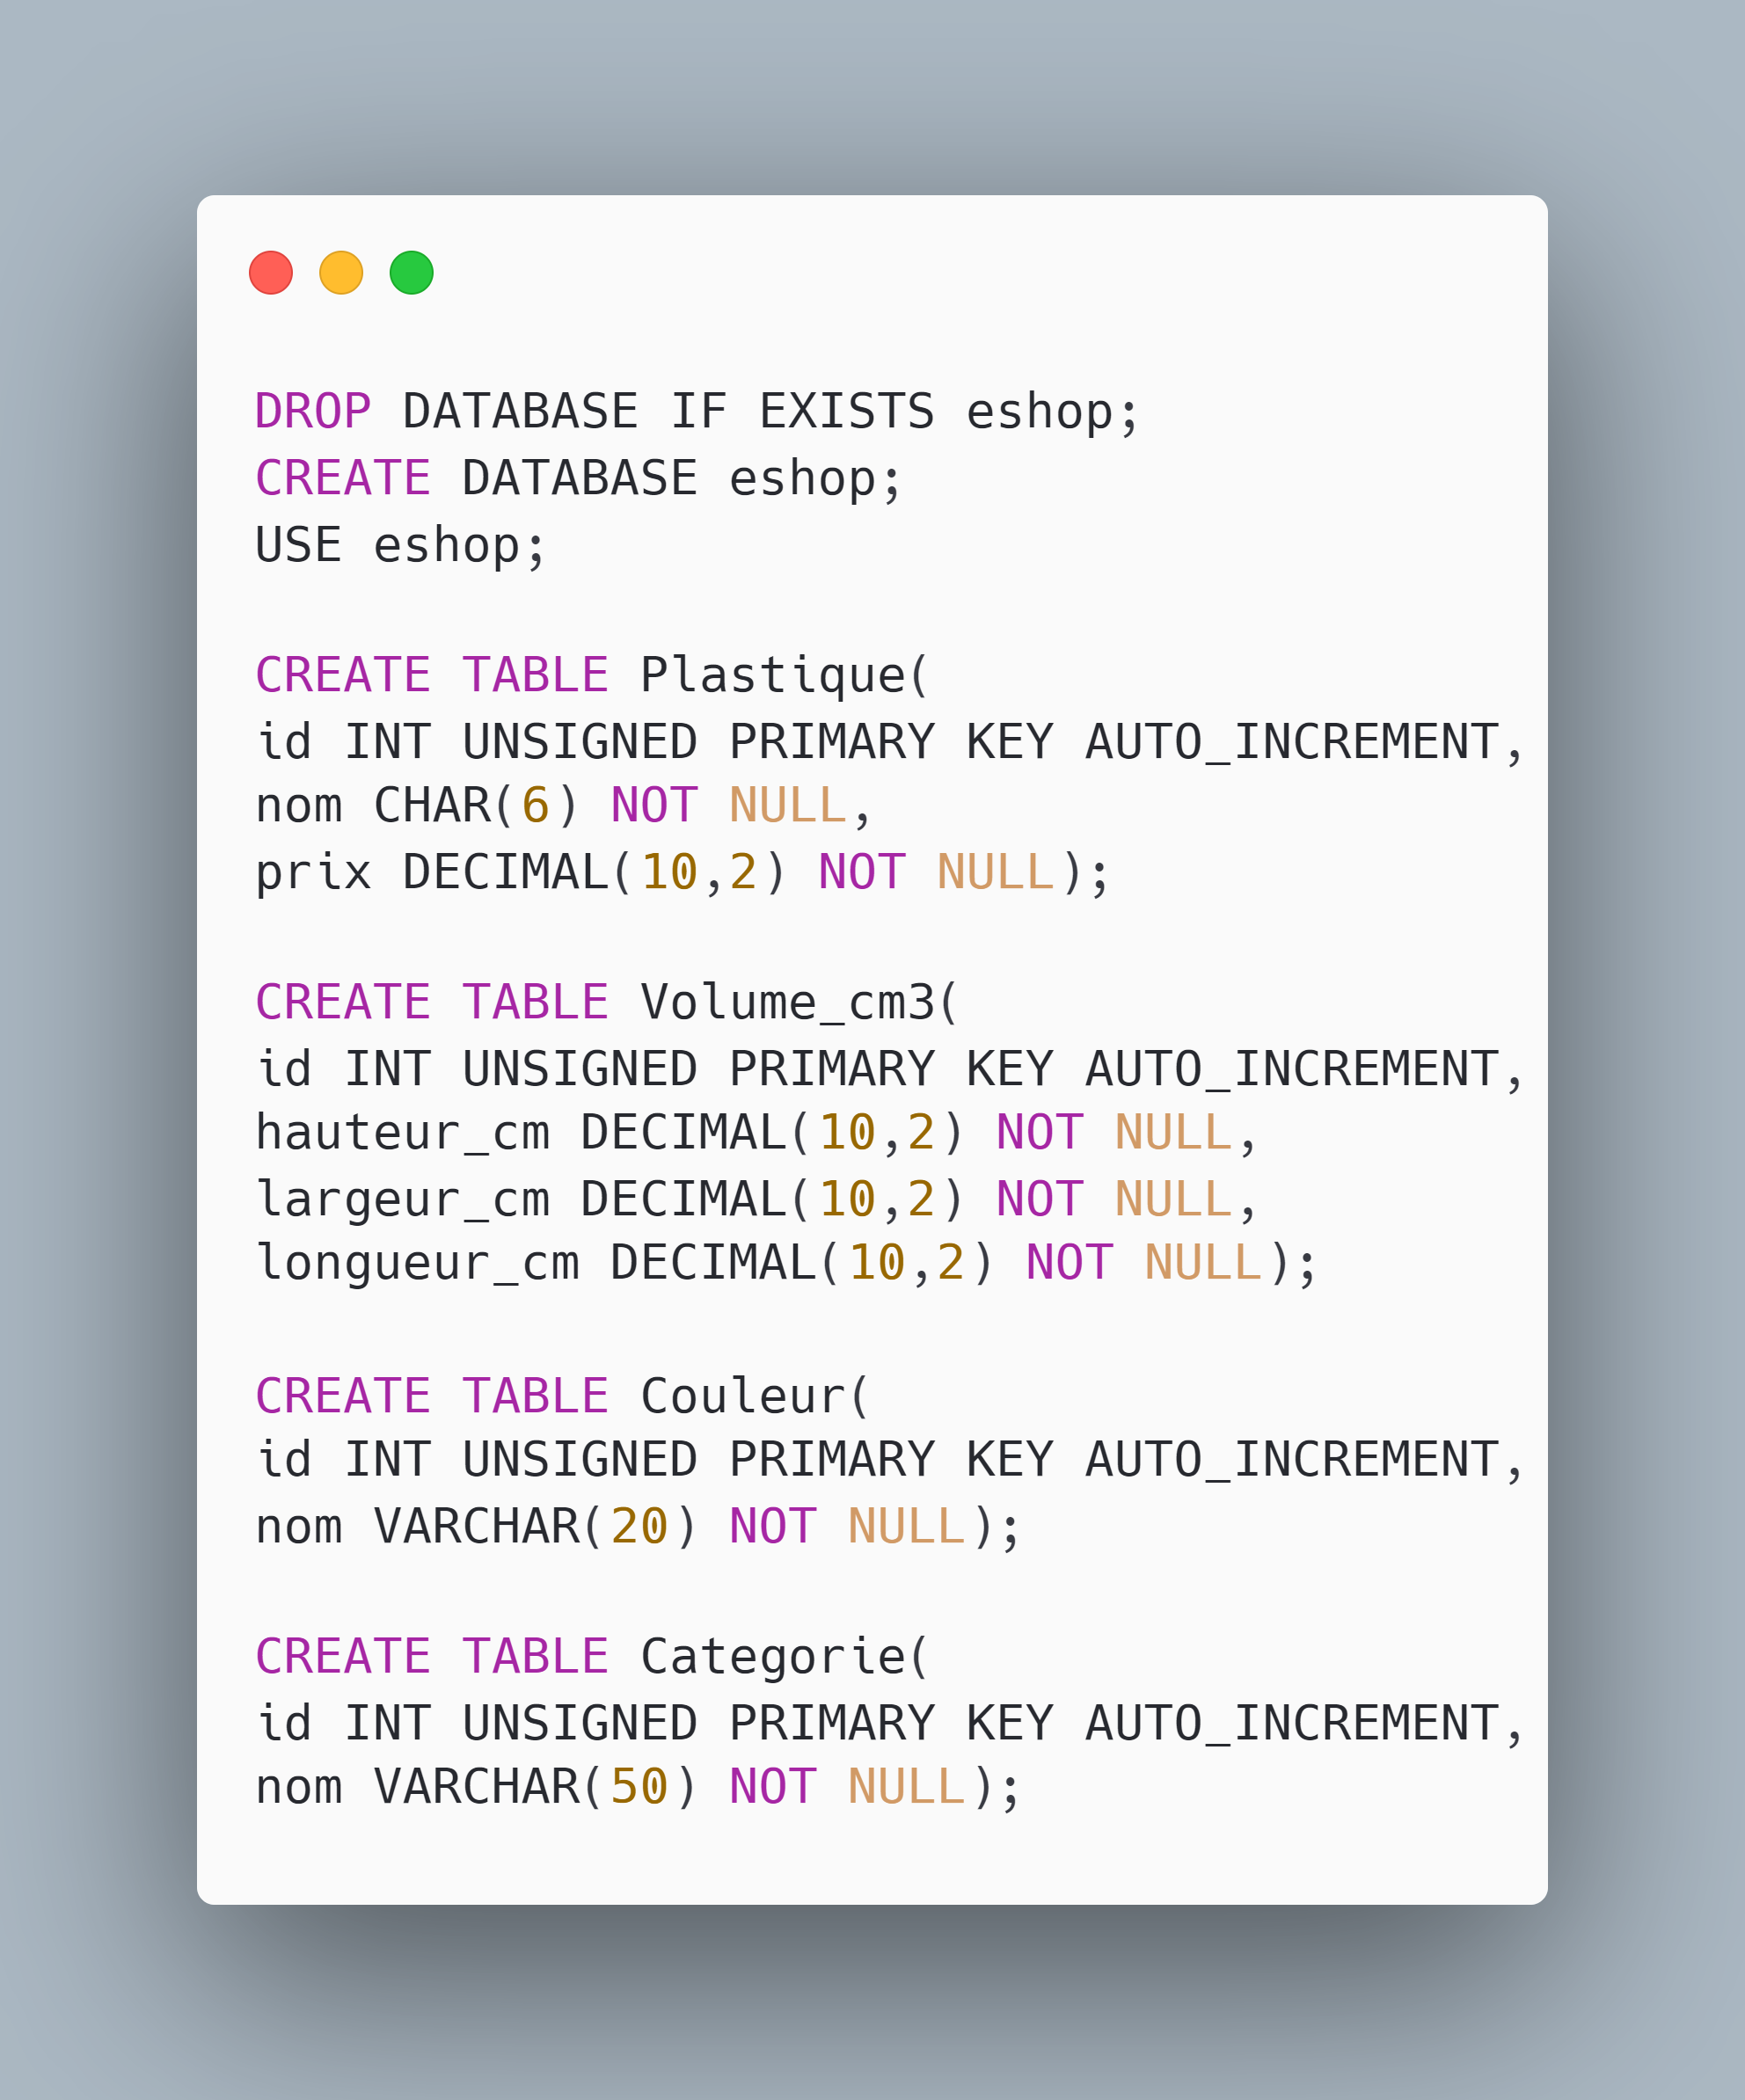 DROP DATABASE IF EXISTS eshop;
CREATE DATABASE eshop;
USE eshop;
CREATE TABLE Plastique(
id INT UNSIGNED PRIMARY KEY AUTO_INCREMENT,
nom CHAR(6) NOT NULL,
prix DECIMAL(10,2) NOT NULL);
CREATE TABLE Volume_cm3(
id INT UNSIGNED PRIMARY KEY AUTO_INCREMENT,
hauteur_cm DECIMAL(10,2) NOT NULL,
largeur_cm DECIMAL(10,2) NOT NULL,
longueur_cm DECIMAL(10,2) NOT NULL);
CREATE TABLE Couleur(
id INT UNSIGNED PRIMARY KEY AUTO_INCREMENT,
nom VARCHAR(20) NOT NULL);
CREATE TABLE Categorie(
id INT UNSIGNED PRIMARY KEY AUTO_INCREMENT,
nom VARCHAR(50) NOT NULL);